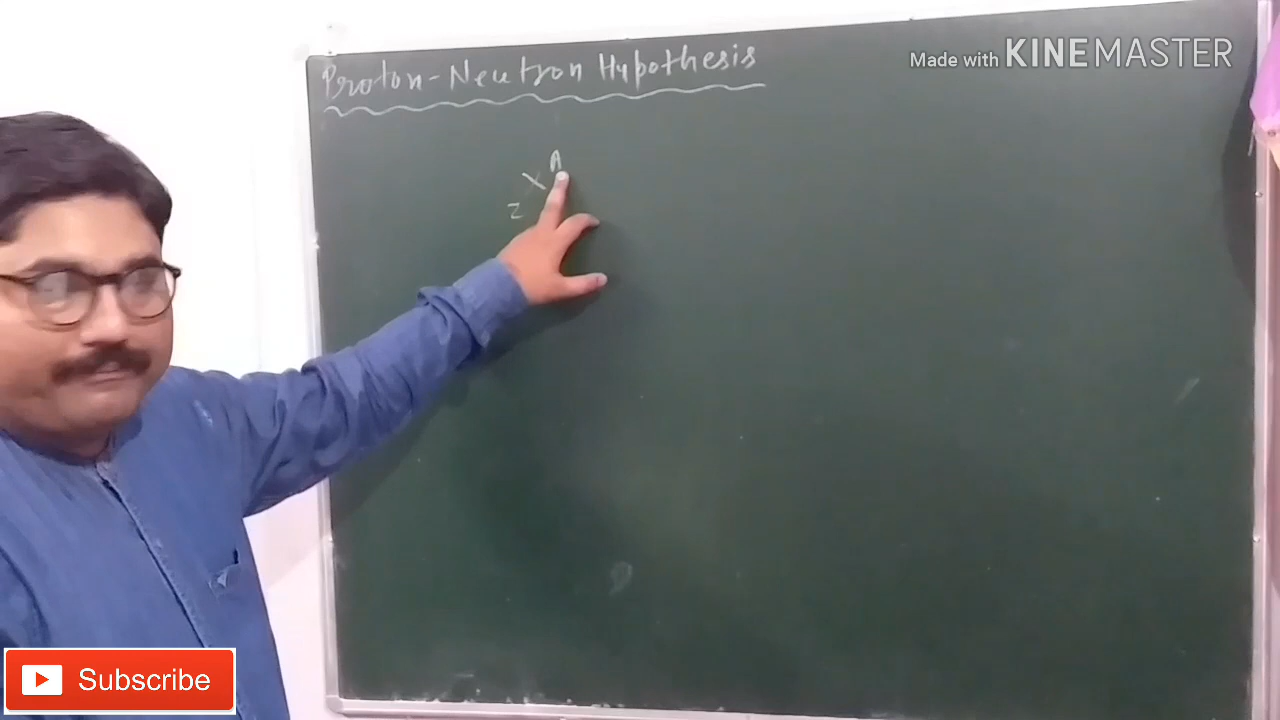 Proton-Neutron Hypothesis
Made with KINEMASTER
A
X
Z
Subscribe